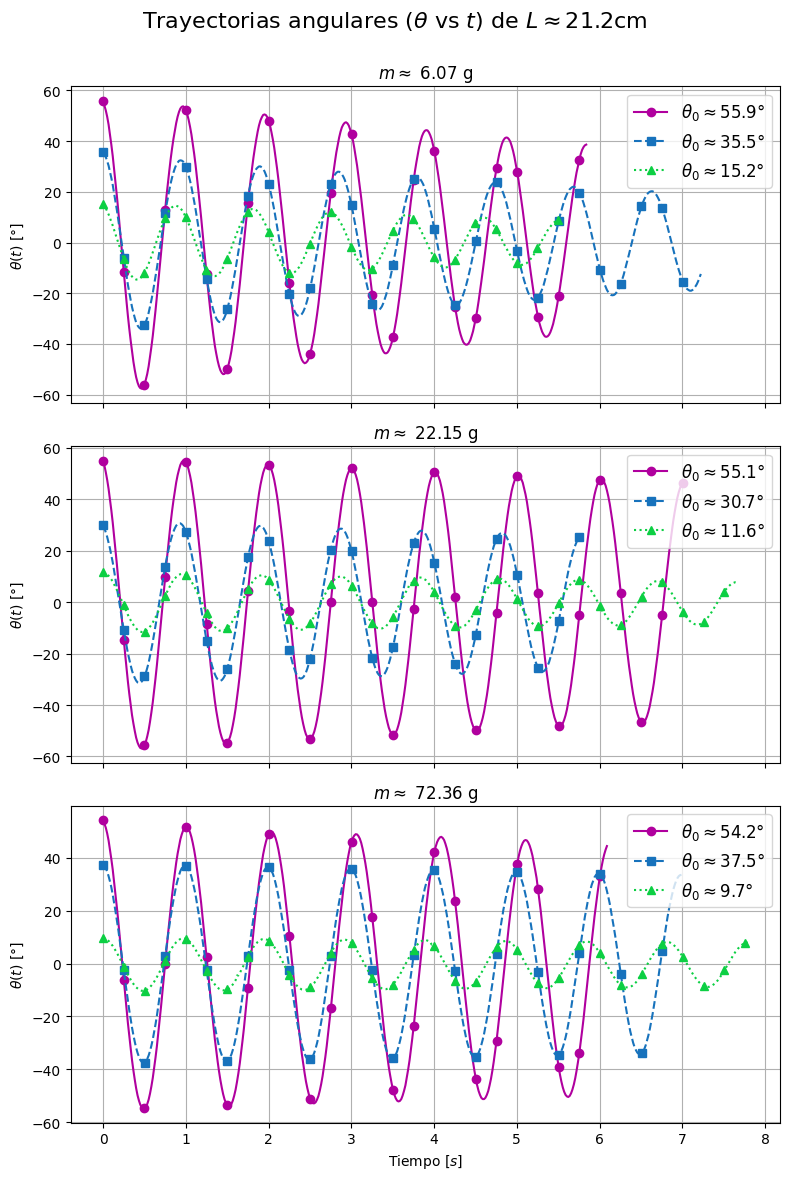 Trayectorias angulares (θ vs t) de L ≈ 21.2cm
m ≈ 6.07 g
60
40
20
0
−20
−40
−60
θ(t) [°]
θ₀ ≈ 55.9°
θ₀ ≈ 35.5°
θ₀ ≈ 15.2°
m ≈ 22.15 g
60
40
20
0
−20
−40
−60
θ(t) [°]
θ₀ ≈ 55.1°
θ₀ ≈ 30.7°
θ₀ ≈ 11.6°
m ≈ 72.36 g
40
20
0
−20
−40
−60
θ(t) [°]
θ₀ ≈ 54.2°
θ₀ ≈ 37.5°
θ₀ ≈ 9.7°
0 1 2 3 4 5 6 7 8
Tiempo [s]